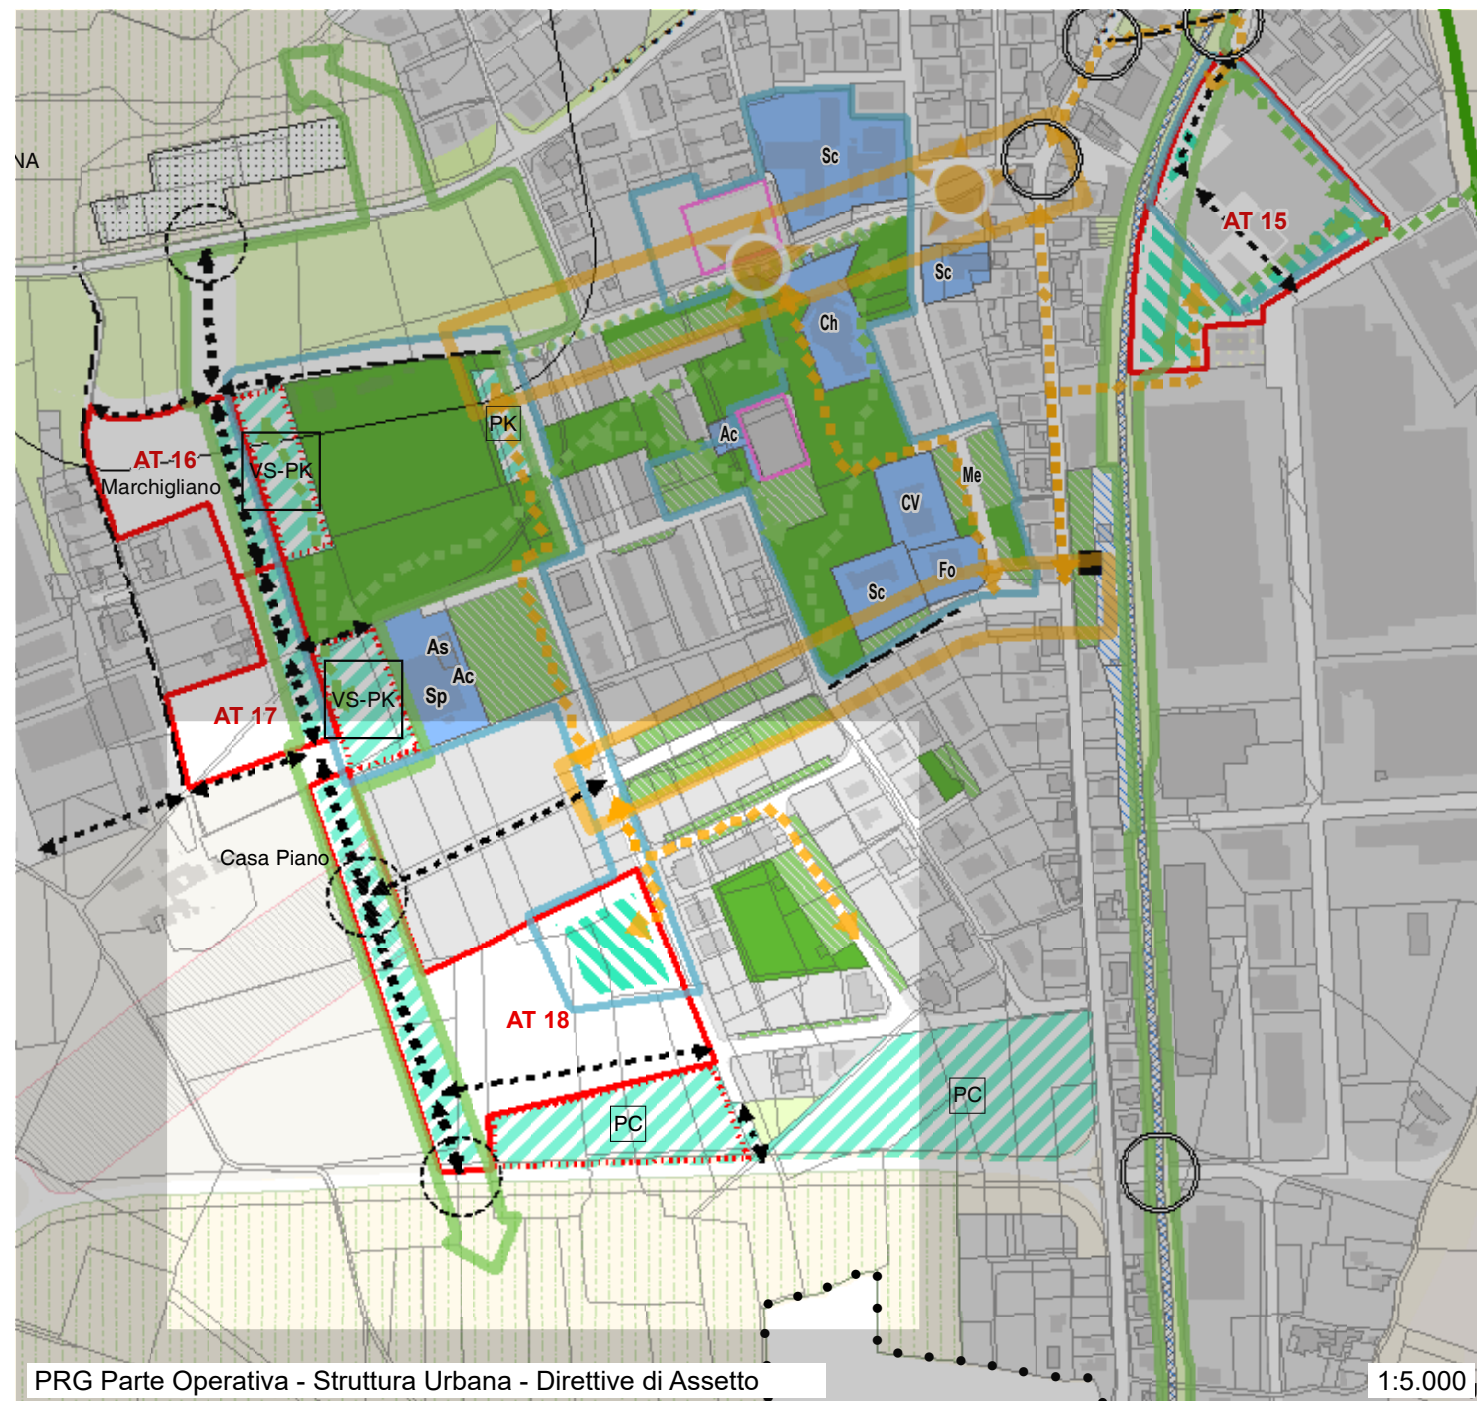 Sc
NA
AT 15
Sc
Ch
PK
Ac
AT 16
VS-PK
Me
Marchigliano
CV
Fo
Sc
As
Ac
VS-PK
Sp
AT 17
Casa Piano
AT 18
PC
PC
PRG Parte Operativa - Struttura Urbana - Direttive di Assetto
1:5.000